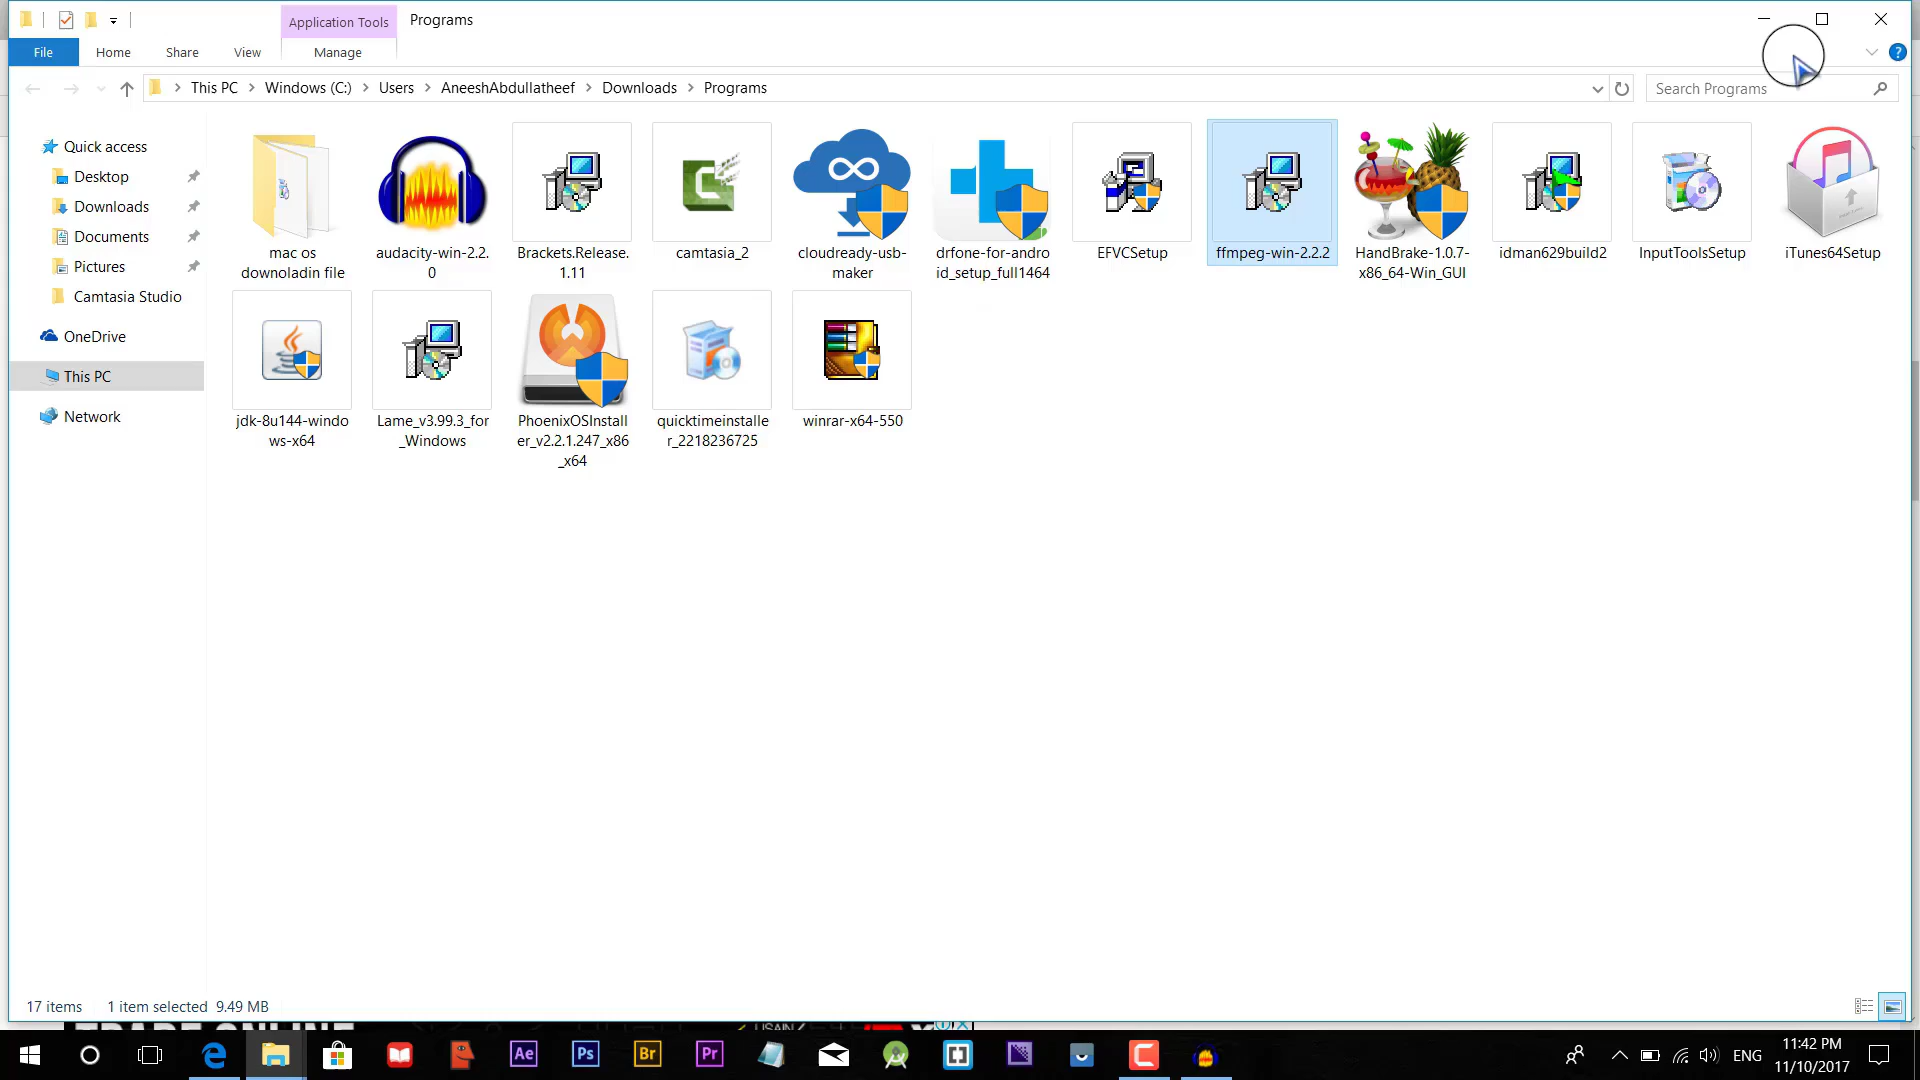 Application Tools
Programs
File
Home
Share
View
Manage
This PC
Windows (C:)
Users
AneeshAbdullatheef
Downloads
Programs
Search Programs
Quick access
Desktop
Downloads
Documents
Pictures
Camtasia Studio
OneDrive
This PC
Network
mac os
downoladin file
audacity-win-2.2.
0
Brackets.Release.
1.11
camtasia_2
cloudready-usb-
maker
drfone-for-andro
id_setup_full1464
EFVCSetup
ffmpeg-win-2.2.2
HandBrake-1.0.7-
x86_64-Win_GUI
idman629build2
InputToolsSetup
iTunes64Setup
jdk-8u144-windo
ws-x64
Lame_v3.99.3_for
_Windows
PhoenixOSInstall
er_v2.2.1.247_x86
_x64
quicktimeinstalle
r_2218236725
winrar-x64-550
17 items
1 item selected 9.49 MB
TRADE ONLINE
Ae
Ps
Br
Pr
ENG
11:42 PM
11/10/2017